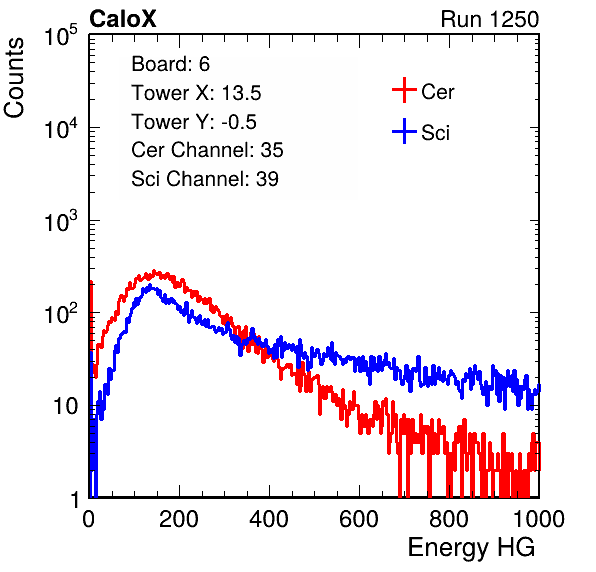 CaloX
Run 1250
Counts
10^5
10^4
10^3
10^2
10
1
Board: 6
Tower X: 13.5
Tower Y: -0.5
Cer Channel: 35
Sci Channel: 39
Cer
Sci
0 200 400 600 800 1000
Energy HG